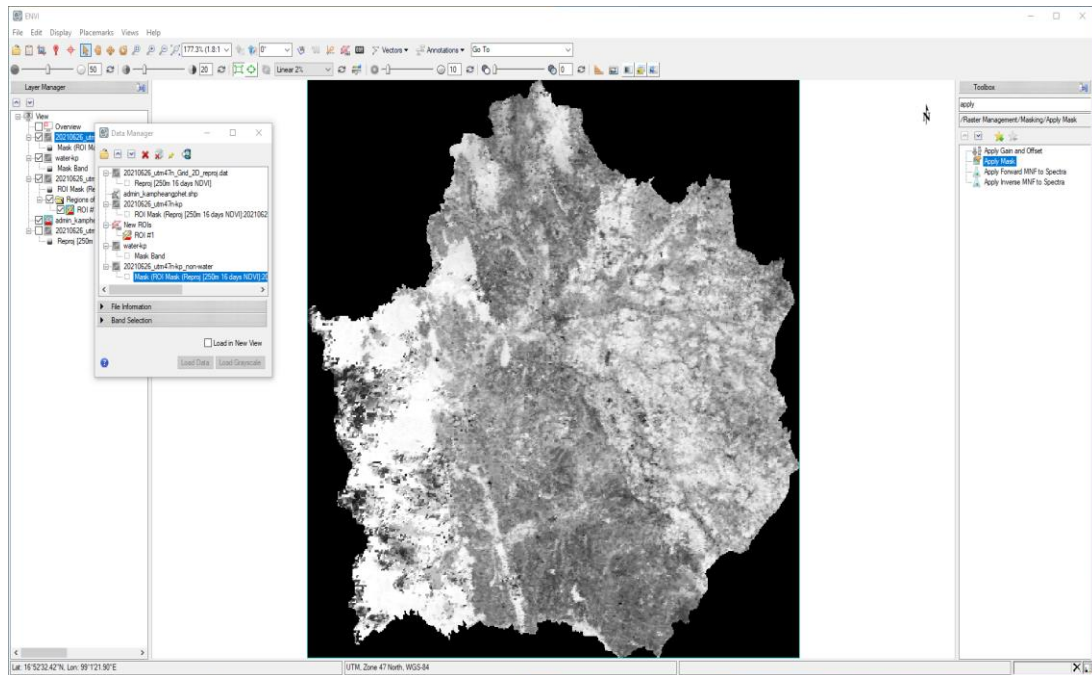 ENVI
File Edit Display Placemarks Views Help
177.3% (1.8:1 0° Vectors Annotations Go To
50 20 Linear 2% 10 0
Layer Manager
View
Overview
20210626_utm
Mask (ROI Ma
water-kp
Mask Band
20210626_utm
ROI Mask (Re
Regions of
ROI #
admin_kamphe
20210626_utm
Reproj [250m
Data Manager
20210626_utm47n_Grid_2D_reproj.dat
Reproj [250m 16 days NDVI]
admin_kampheangphet.shp
20210626_utm47n-kp
ROI Mask (Reproj [250m 16 days NDVI]:2021062
New ROIs
ROI #1
water-kp
Mask Band
20210626_utm47n-kp_non-water
Mask (ROI Mask (Reproj [250m 16 days NDVI]:20
File Information
Band Selection
Load in New View
Load Data Load Grayscale
N
Toolbox
apply
/Raster Management/Masking/Apply Mask
Apply Gain and Offset
Apply Mask
Apply Forward MNF to Spectra
Apply Inverse MNF to Spectra
Lat: 16°52'32.42"N, Lon: 99°1'21.90"E
UTM, Zone 47 North, WGS-84